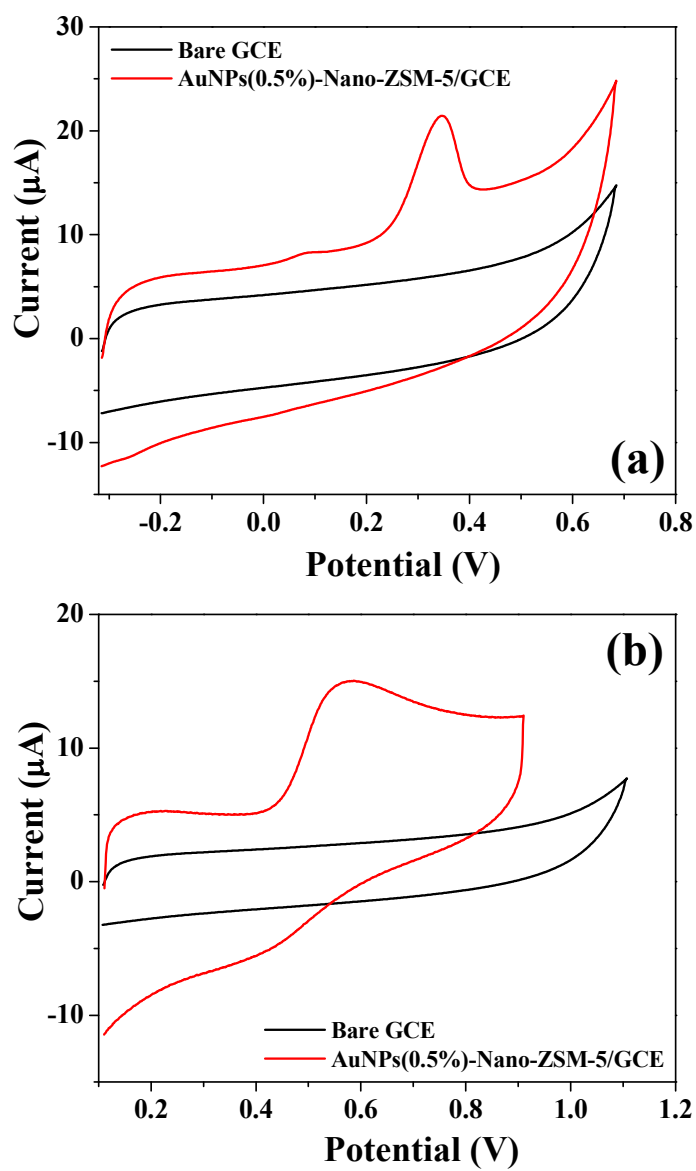 30
20
10
0
-10
Current (μA)
Bare GCE
AuNPs(0.5%)-Nano-ZSM-5/GCE
(a)
-0.2 0.0 0.2 0.4 0.6 0.8
Potential (V)
20
10
0
-10
Current (μA)
(b)
Bare GCE
AuNPs(0.5%)-Nano-ZSM-5/GCE
0.2 0.4 0.6 0.8 1.0 1.2
Potential (V)